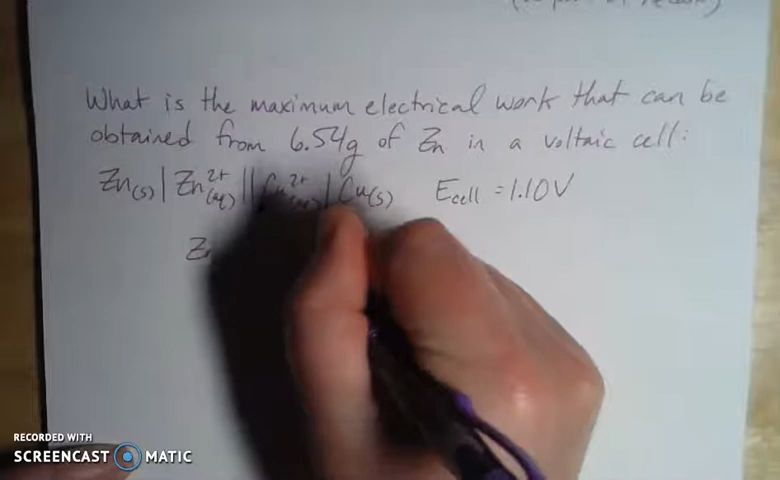 What is the maximum electrical work that can be
obtained from 6.54g of Zn in a voltaic cell:
Zn(s) | Zn²⁺(aq) || Cu²⁺ | Cu(s) Ecell = 1.10V
Zn
RECORDED WITH
SCREENCAST MATIC